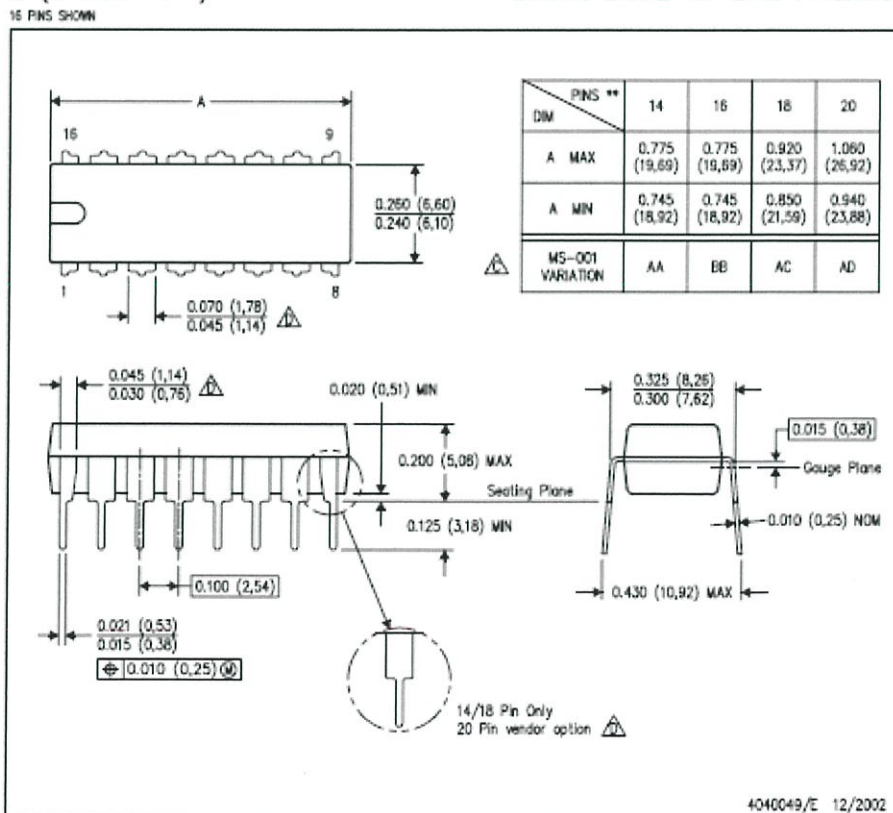 16 PINS SHOWN
A
16
9
0.260 (6,60)
0.240 (6,10)
1
8
0.070 (1,78)
0.045 (1,14)
D
PINS **
DIM
14
16
18
20
A MAX
0.775
(19,69)
0.775
(19,69)
0.920
(23,37)
1.060
(26,92)
A MIN
0.745
(18,92)
0.745
(18,92)
0.850
(21,59)
0.940
(23,88)
C
MS-001
VARIATION
AA
BB
AC
AD
0.045 (1,14)
0.030 (0,76)
D
0.020 (0,51) MIN
0.200 (5,08) MAX
Seating Plane
0.125 (3,18) MIN
0.100 (2,54)
0.021 (0,53)
0.015 (0,38)
0.010 (0,25) M
14/18 Pin Only
20 Pin vendor option
D
0.325 (8,26)
0.300 (7,62)
0.015 (0,38)
Gauge Plane
0.010 (0,25) NOM
0.430 (10,92) MAX
4040049/E 12/2002